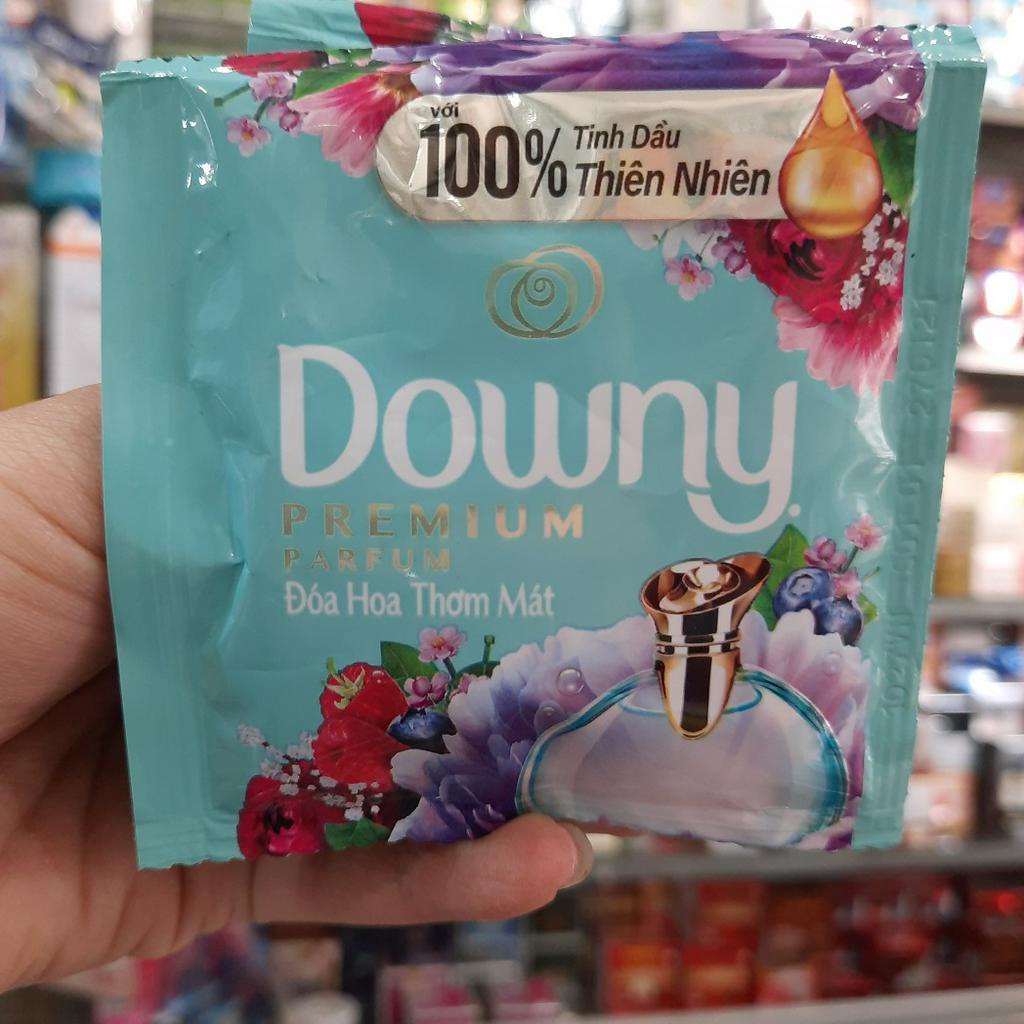 với
100% Tinh Dầu
Thiên Nhiên
Downy.
PREMIUM
PARFUM
Đóa Hoa Thơm Mát